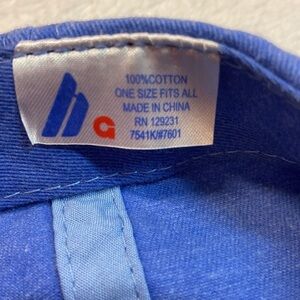 100%COTTON
ONE SIZE FITS ALL
MADE IN CHINA
RN 129231
7541K/#7601
h G